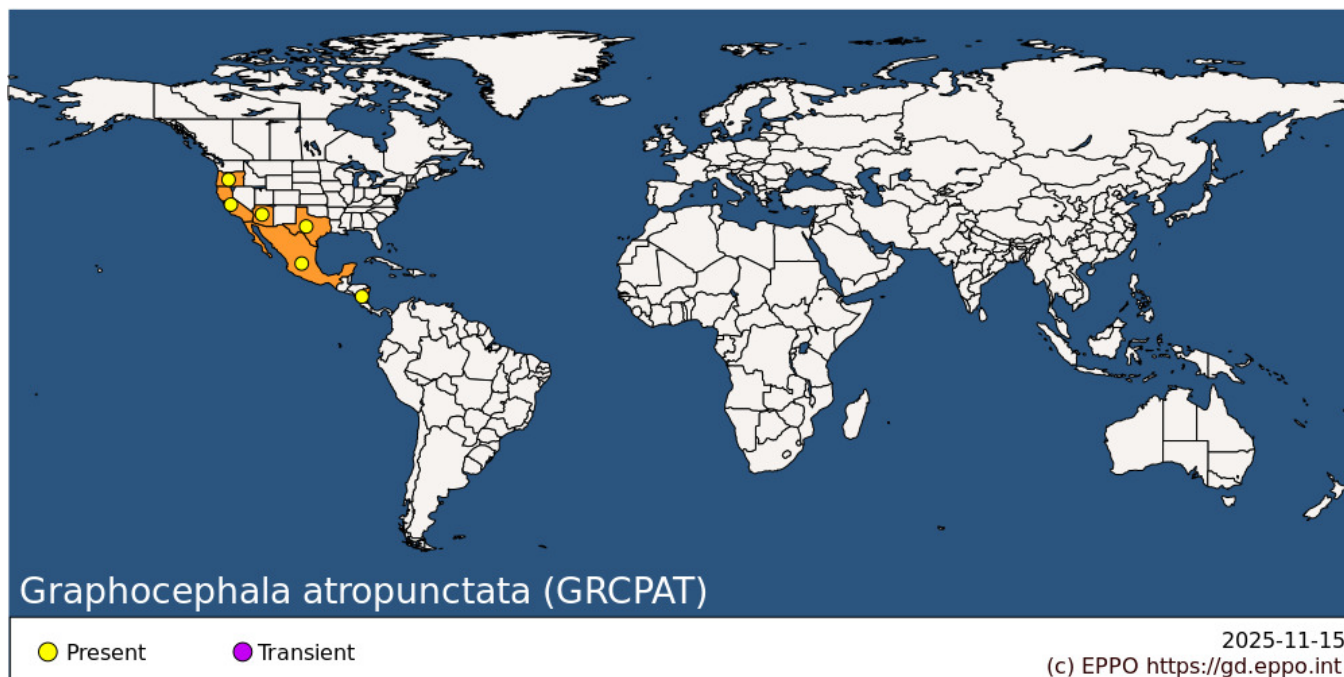 Graphocephala atropunctata (GRCPAT)
Present
Transient
2025-11-15
(c) EPPO https://gd.eppo.int